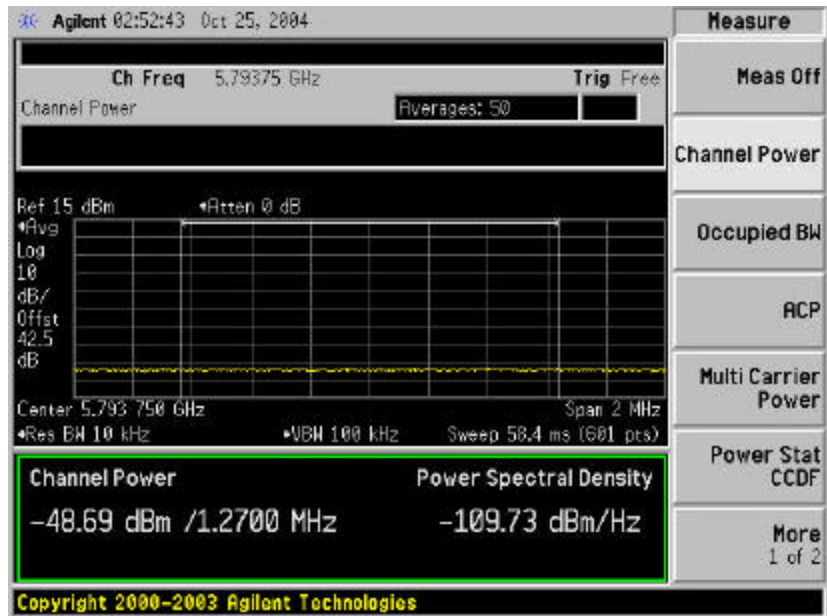 Agilent 02:52:43 Oct 25, 2004
Measure
Ch Freq 5.79375 GHz Trig Free
Channel Power Averages: 50
Meas Off
Channel Power
Occupied BW
ACP
Multi Carrier
Power
Power Stat
CCDF
More
1 of 2
Ref 15 dBm Atten 0 dB
Avg
Log
10
dB/
Offst
42.5
dB
Center 5.793 750 GHz Span 2 MHz
Res BW 10 kHz VBW 100 kHz Sweep 58.4 ms (601 pts)
Channel Power Power Spectral Density
-48.69 dBm /1.2700 MHz -109.73 dBm/Hz
Copyright 2000-2003 Agilent Technologies